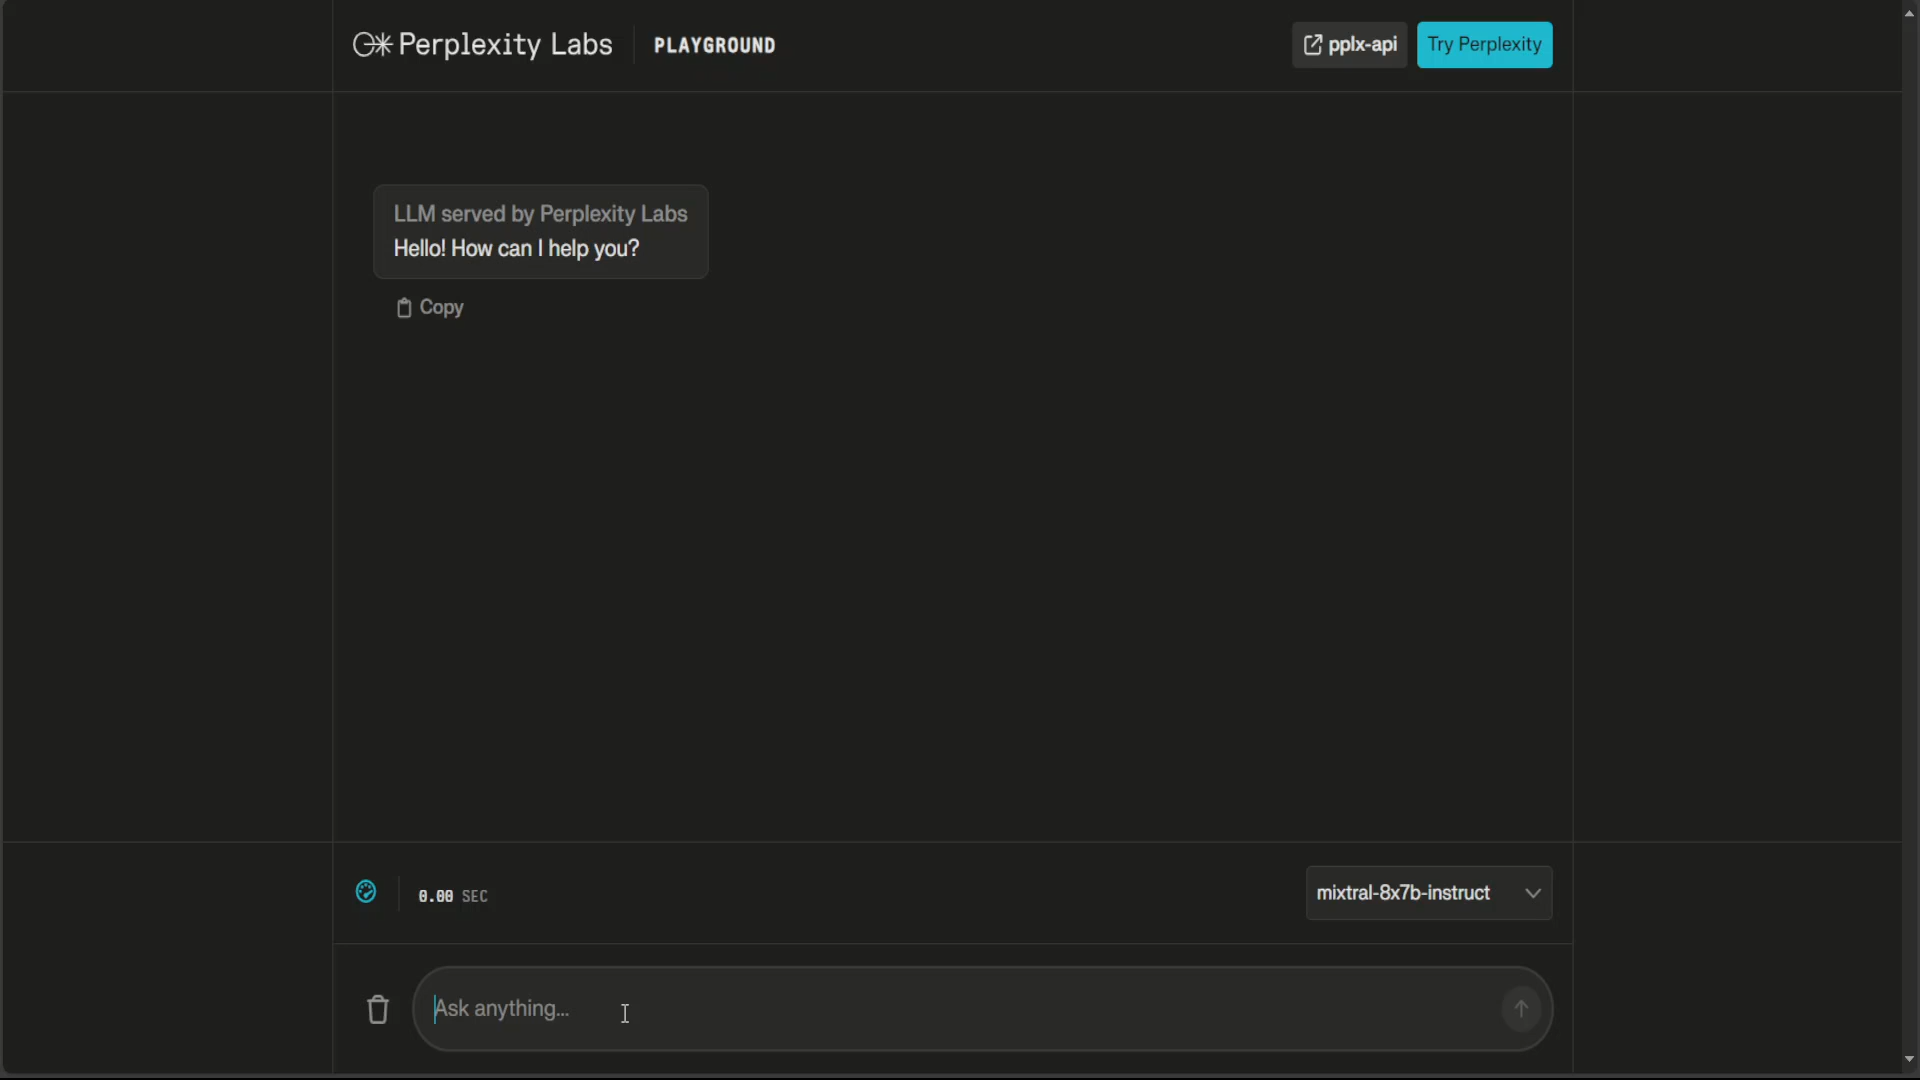 Perplexity Labs
PLAYGROUND
pplx-api
Try Perplexity
LLM served by Perplexity Labs
Hello! How can I help you?
Copy
0.00 SEC
mixtral-8x7b-instruct
Ask anything...